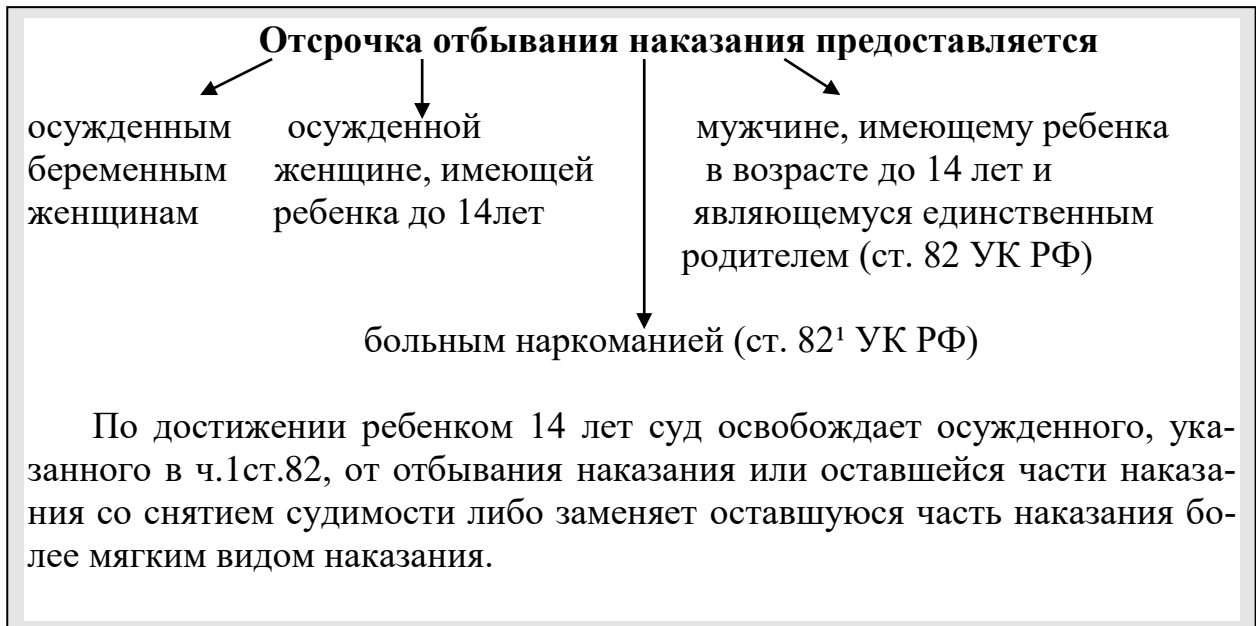 Отсрочка отбывания наказания предоставляется
осужденным
беременным
женщинам
осужденной
женщине, имеющей
ребенка до 14лет
мужчине, имеющему ребенка
в возрасте до 14 лет и
являющемуся единственным
родителем (ст. 82 УК РФ)
больным наркоманией (ст. 82¹ УК РФ)
По достижении ребенком 14 лет суд освобождает осужденного, ука-
занного в ч.1ст.82, от отбывания наказания или оставшейся части наказа-
ния со снятием судимости либо заменяет оставшуюся часть наказания бо-
лее мягким видом наказания.